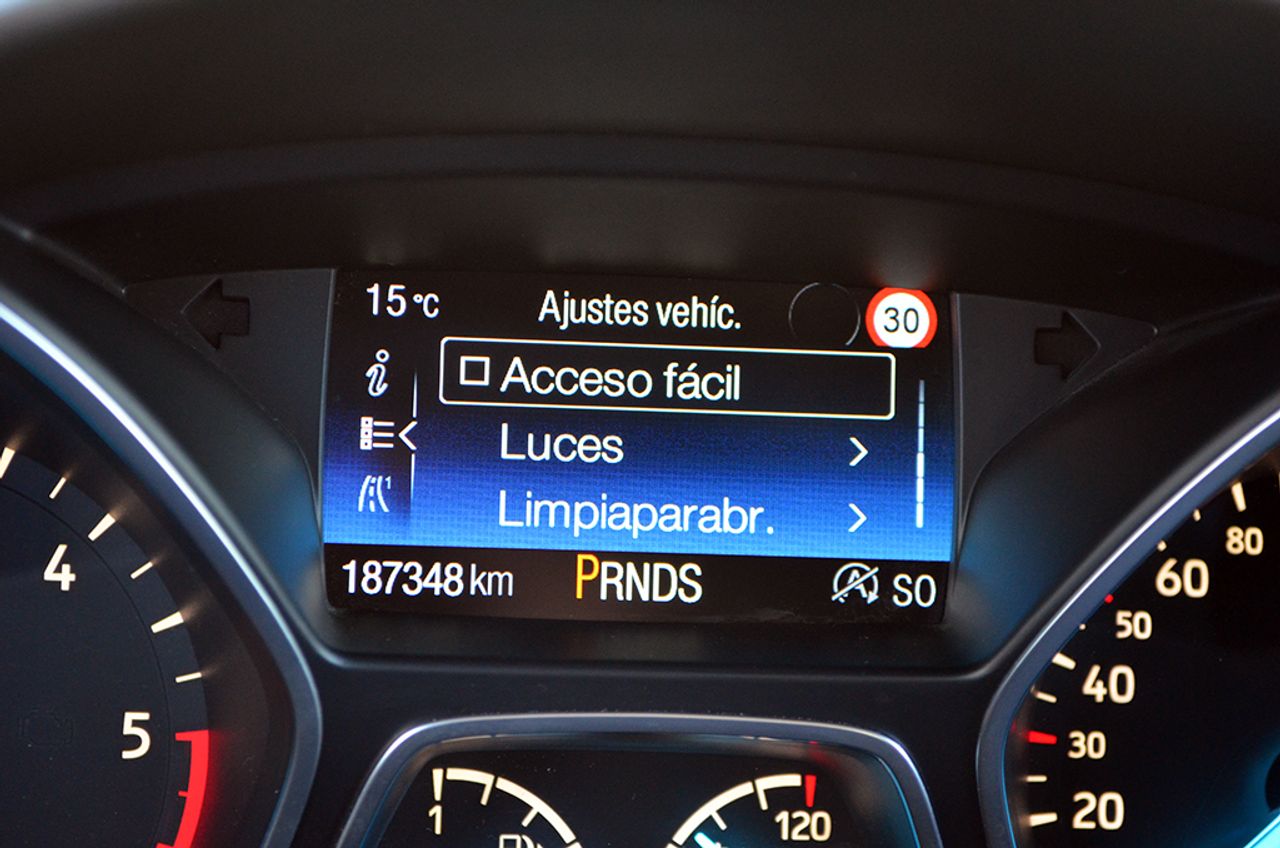 15 °C
Ajustes vehíc.
30
Acceso fácil
Luces
1
Limpiaparabr.
187348 km
PRNDS
A
SO
4
5
1
120
80
60
50
40
30
20